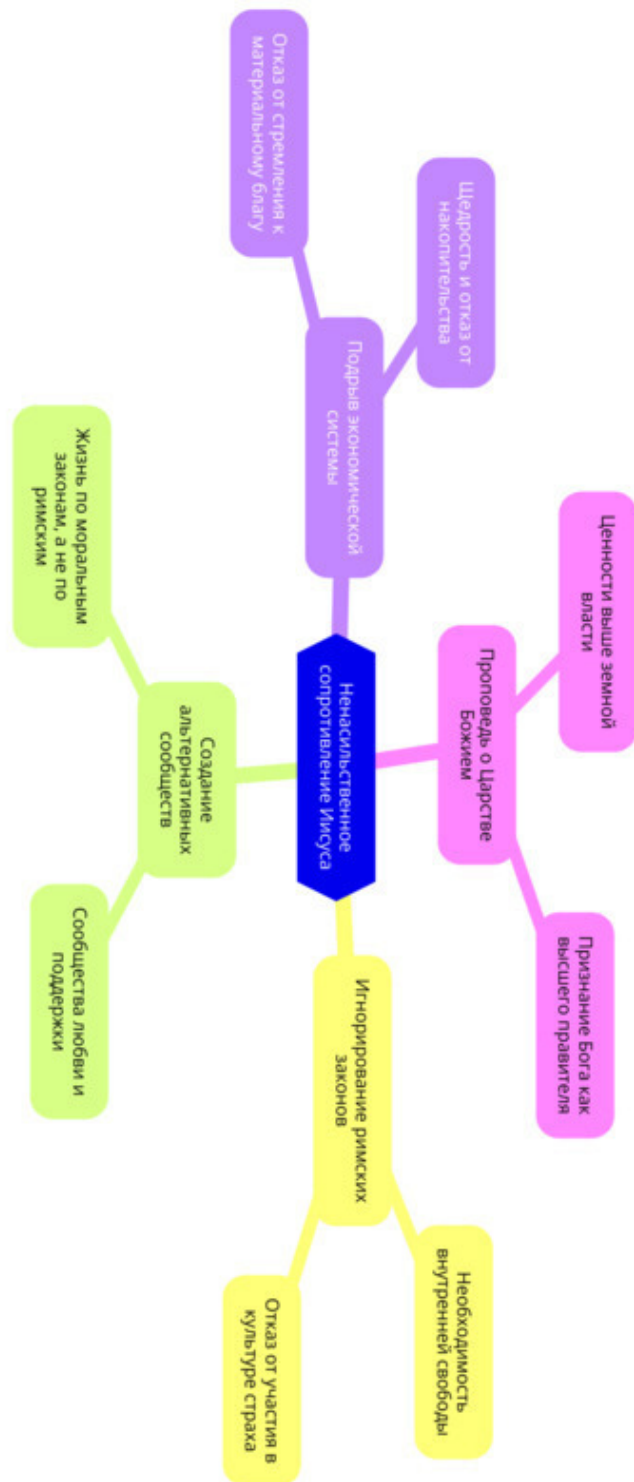 Ненасильственное
сопротивление Иисуса
Проповедь о Царстве
Божием
Ценности выше земной
власти
Признание Бога как
высшего правителя
Игнорирование римских
законов
Необходимость
внутренней свободы
Отказ от участия в
культуре страха
Создание
альтернативных
сообществ
Сообщества любви и
поддержки
Жизнь по моральным
законам, а не по
римским
Подрыв экономической
системы
Отказ от стремления к
материальному благу
Щедрость и отказ от
накопительства